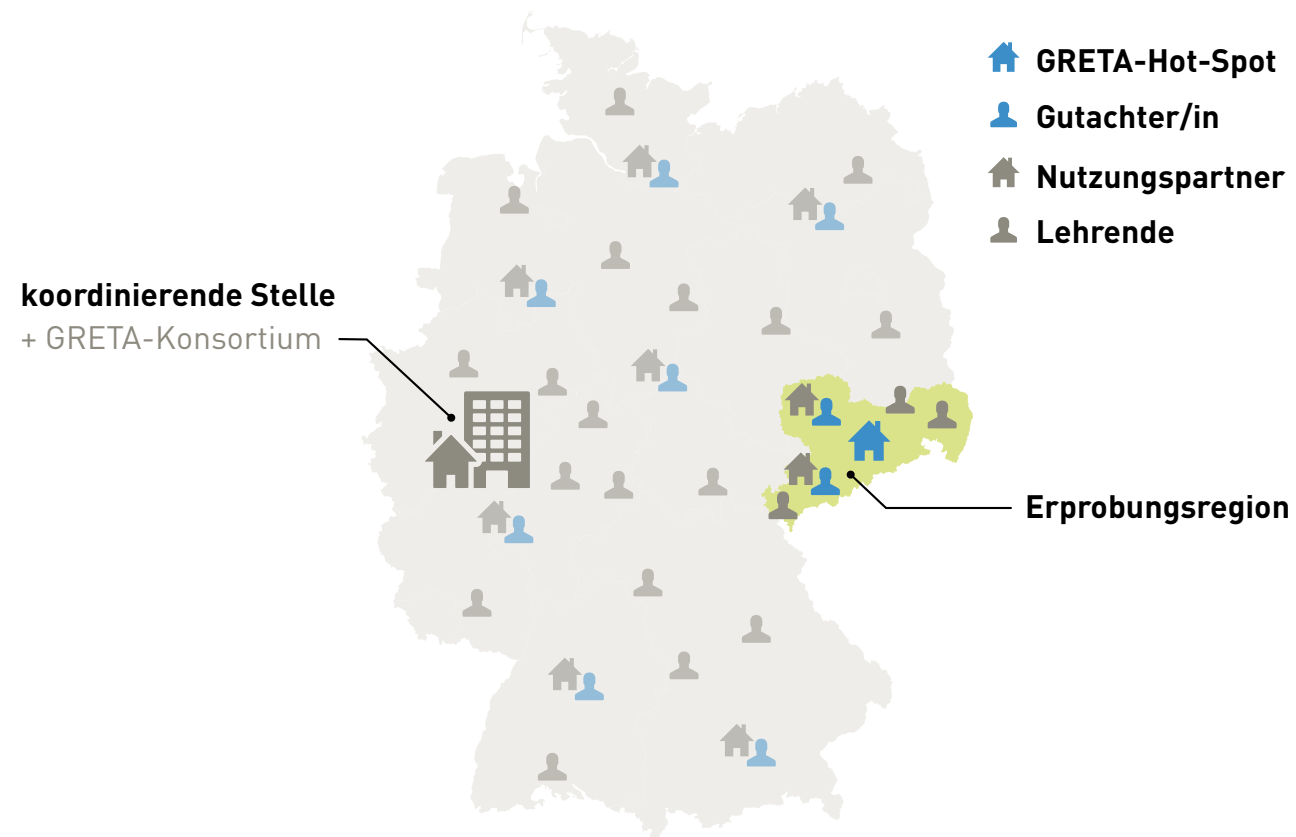 GRETA-Hot-Spot
Gutachter/in
Nutzungspartner
Lehrende
koordinierende Stelle
+ GRETA-Konsortium
Erprobungsregion